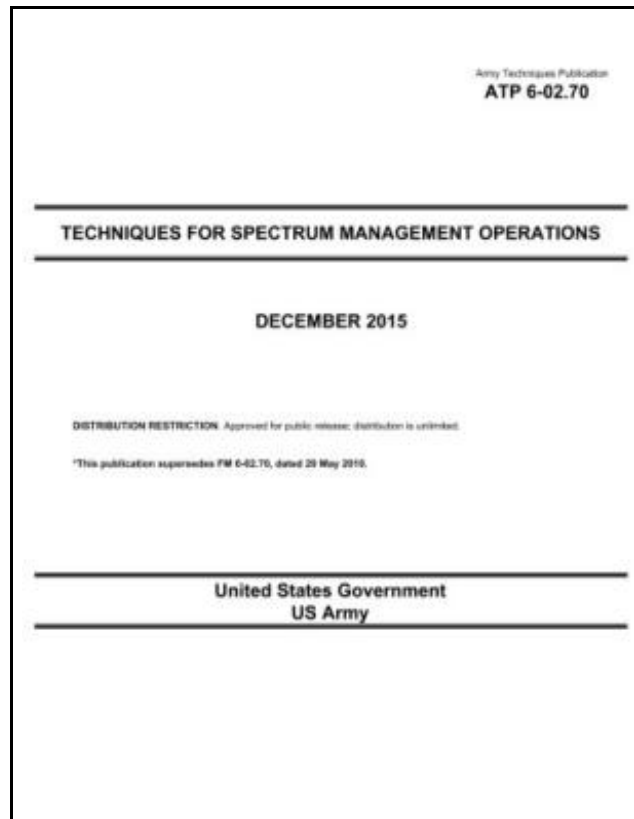 Army Techniques Publication
ATP 6-02.70
TECHNIQUES FOR SPECTRUM MANAGEMENT OPERATIONS
DECEMBER 2015
DISTRIBUTION RESTRICTION. Approved for public release; distribution is unlimited.
*This publication supersedes FM 6-02.70, dated 20 May 2010.
United States Government
US Army